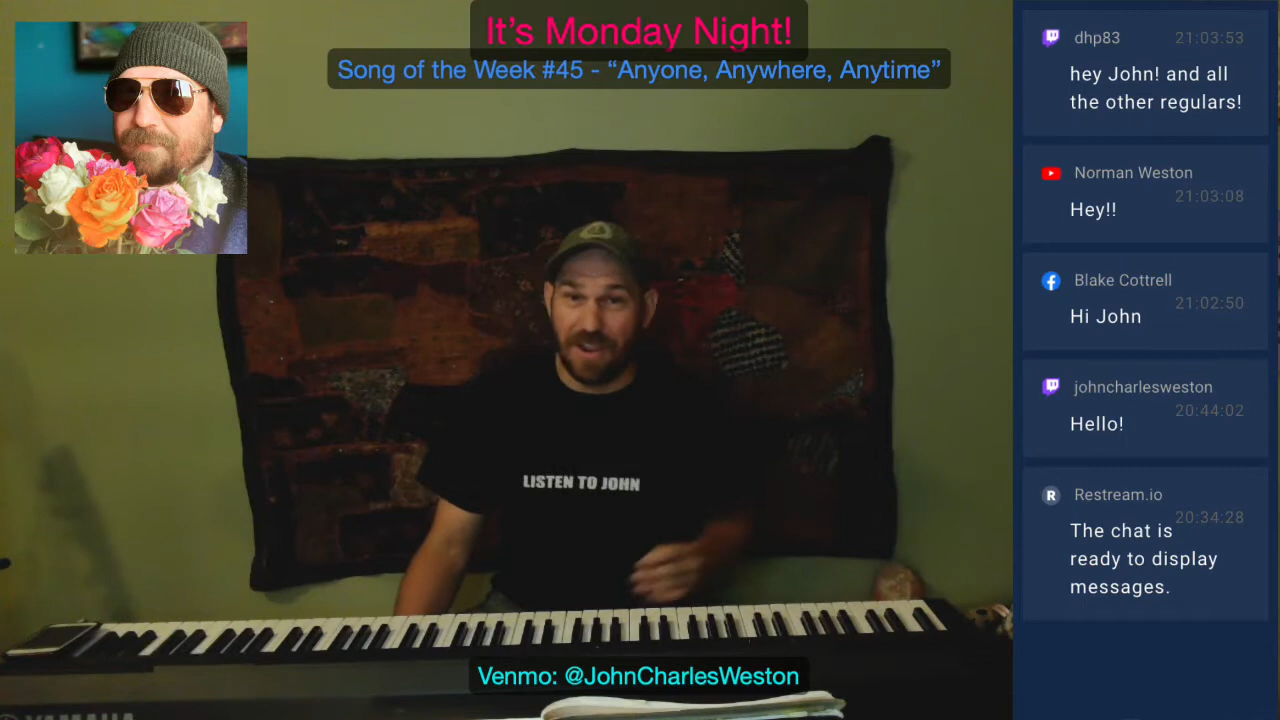 It's Monday Night!
Song of the Week #45 - “Anyone, Anywhere, Anytime”
LISTEN TO JOHN
Venmo: @JohnCharlesWeston
YAMAHA
dhp83 21:03:53
hey John! and all
the other regulars!
Norman Weston
21:03:08
Hey!!
Blake Cottrell
21:02:50
Hi John
johncharlesweston
20:44:02
Hello!
R Restream.io
20:34:28
The chat is
ready to display
messages.